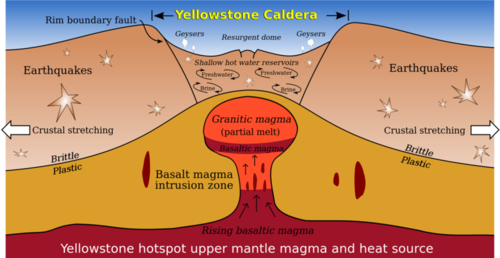 Yellowstone Caldera
Rim boundary fault
Geysers
Resurgent dome
Geysers
Shallow hot water reservoirs
Freshwater
Freshwater
Brine
Brine
Earthquakes
Earthquakes
Granitic magma
(partial melt)
Basaltic magma
Crustal stretching
Crustal stretching
Brittle
Plastic
Brittle
Plastic
Basalt magma
intrusion zone
Rising basaltic magma
Yellowstone hotspot upper mantle magma and heat source